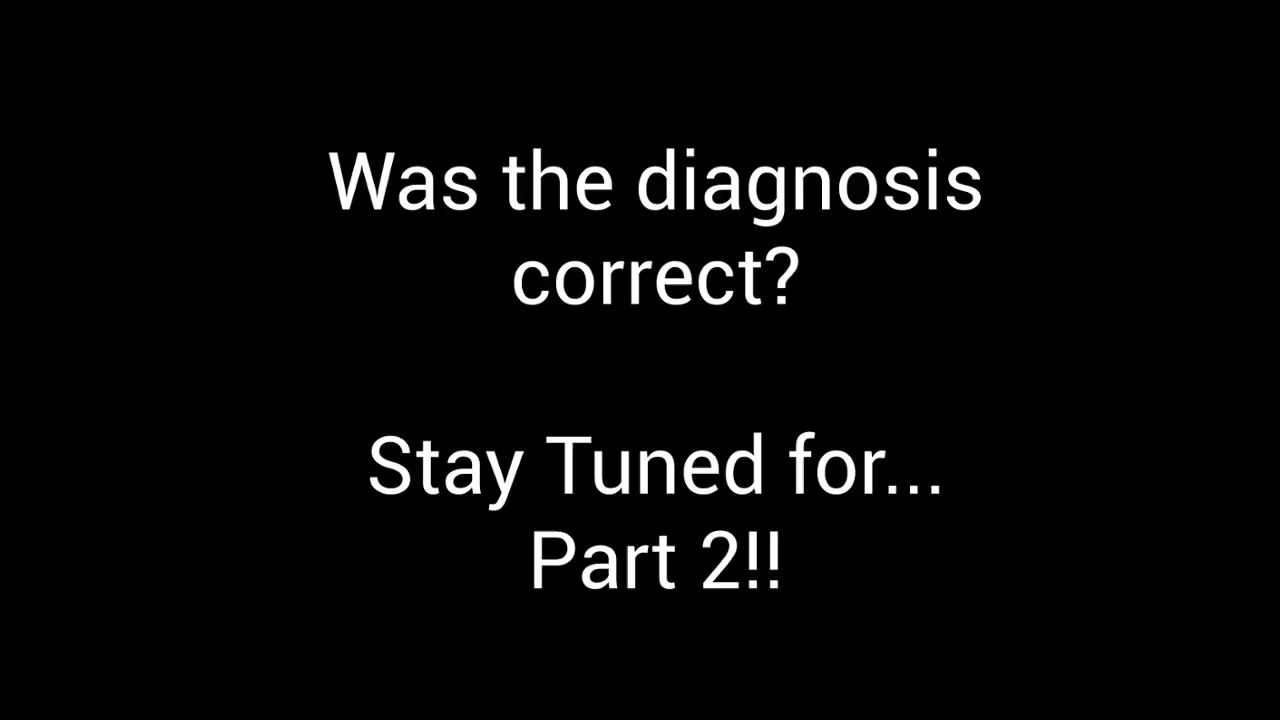 Was the diagnosis
correct?
Stay Tuned for...
Part 2!!